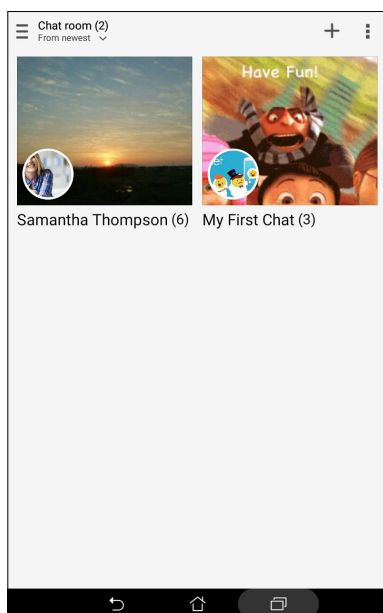 Chat room (2)
From newest
Have Fun!
Samantha Thompson (6)
My First Chat (3)